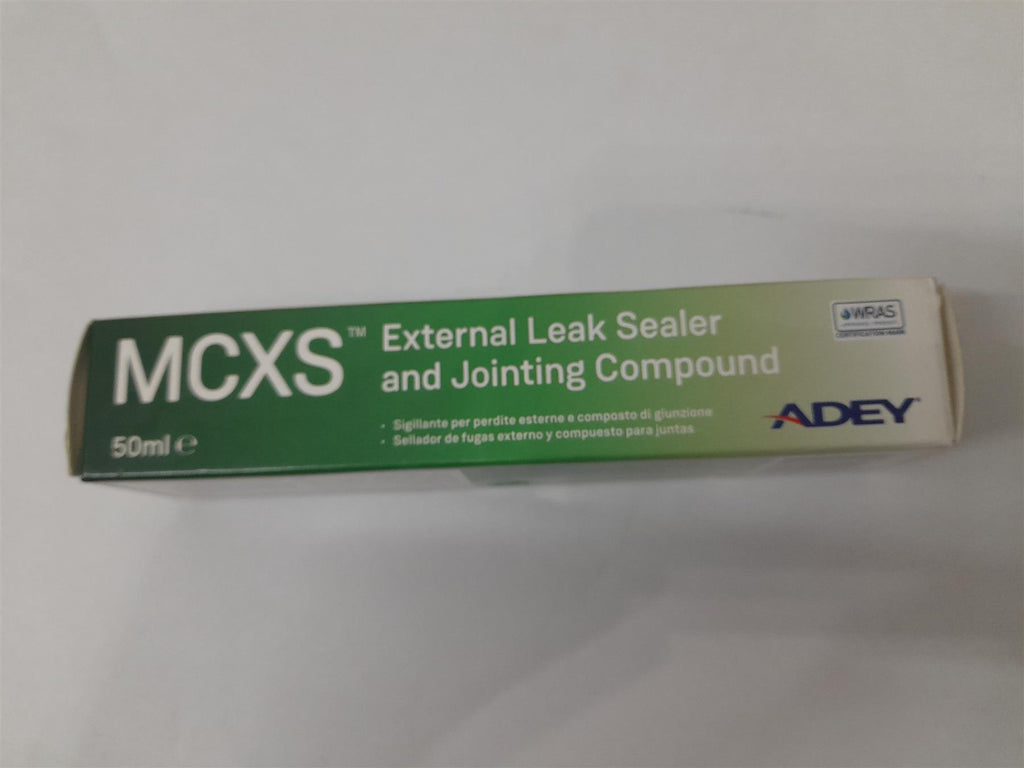 MCXS™
External Leak Sealer
and Jointing Compound
• Sigillante per perdite esterne e composto di giunzione
• Sellador de fugas externo y compuesto para juntas
50ml ℮
WRAS
ADEY